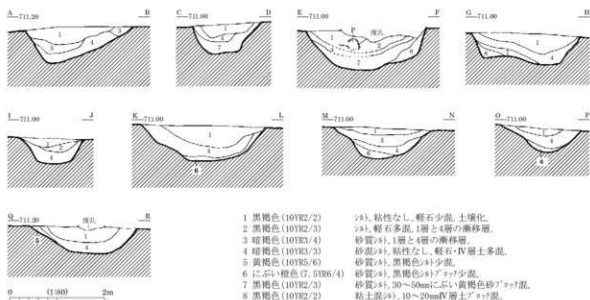 A 711.20 B
C 711.00 D
E 711.00 F
G 711.00 H
I 711.00 J
K 711.00 L
M 711.00 N
O 711.00 P
Q 711.20 R
撹乱
撹乱
1 黒褐色(10YR2/2) シルト、粘性なし、軽石少混、土壌化。
2 黒褐色(10YR2/3) シルト、軽石多混、1層と4層の漸移層。
3 暗褐色(10YR3/4) 砂質シルト、1層と4層の漸移層。
4 暗褐色(10YR3/3) 砂混シルト、粘性なし、軽石・Ⅳ層土多混。
5 黄褐色(10YR5/6) 砂質シルト、黒褐色シルト少混。
6 にぶい橙色(7.5YR6/4) 砂質シルト、黒褐色シルトブロック少混。
7 黒褐色(10YR2/3) 砂質シルト、30～50mmにぶい黄褐色砂ブロック混。
8 黒褐色(10YR2/2) 粘土混シルト、10～20mmⅣ層土ブロック混。
0 (1:80) 2m